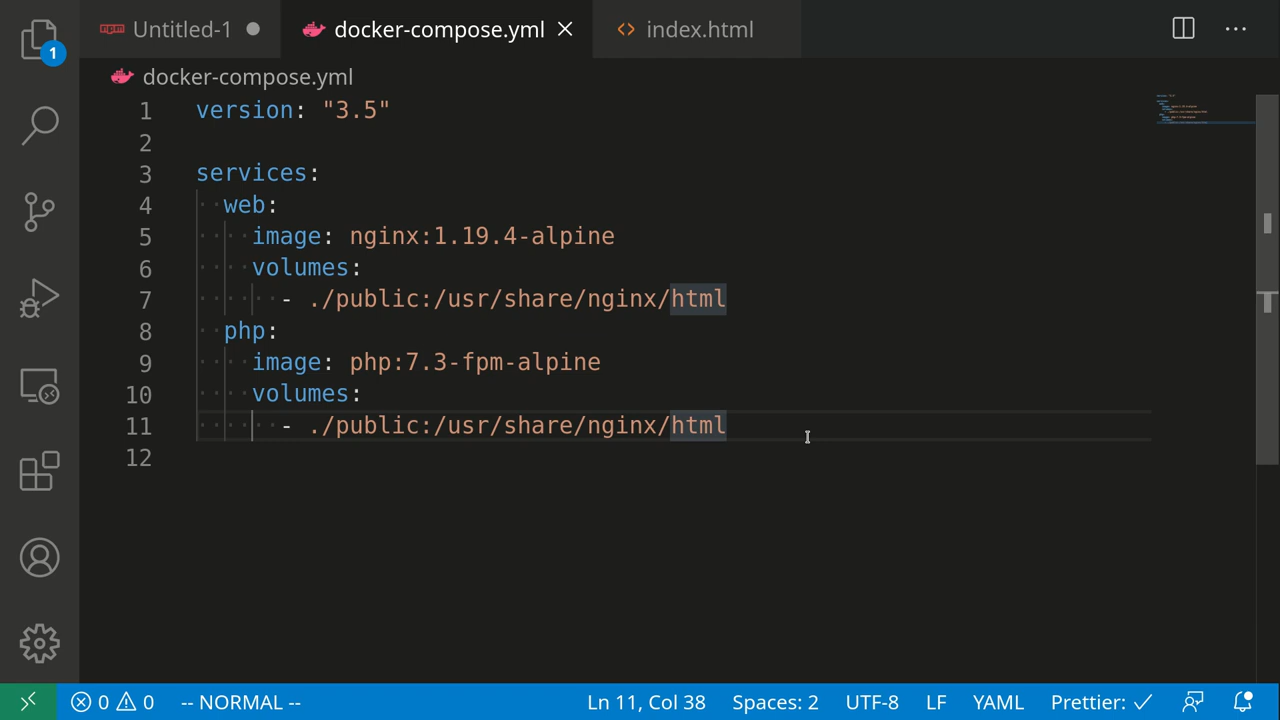 Untitled-1
docker-compose.yml
index.html
1
docker-compose.yml
1 version: "3.5"
2
3 services:
4 web:
5 image: nginx:1.19.4-alpine
6 volumes:
7 - ./public:/usr/share/nginx/html
8 php:
9 image: php:7.3-fpm-alpine
10 volumes:
11 - ./public:/usr/share/nginx/html
12
0 0 -- NORMAL -- Ln 11, Col 38 Spaces: 2 UTF-8 LF YAML Prettier: ✓